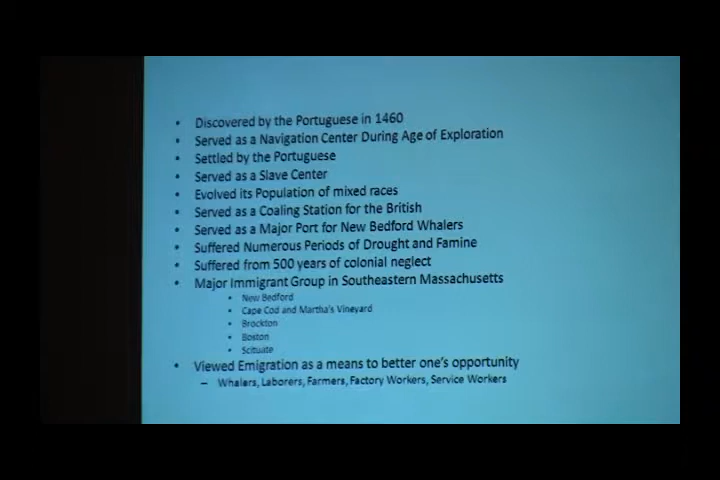 • Discovered by the Portuguese in 1460
• Served as a Navigation Center During Age of Exploration
• Settled by the Portuguese
• Served as a Slave Center
• Evolved its Population of mixed races
• Served as a Coaling Station for the British
• Served as a Major Port for New Bedford Whalers
• Suffered Numerous Periods of Drought and Famine
• Suffered from 500 years of colonial neglect
• Major Immigrant Group in Southeastern Massachusetts
• New Bedford
• Cape Cod and Martha's Vineyard
• Brockton
• Boston
• Scituate
• Viewed Emigration as a means to better one's opportunity
– Whalers, Laborers, Farmers, Factory Workers, Service Workers